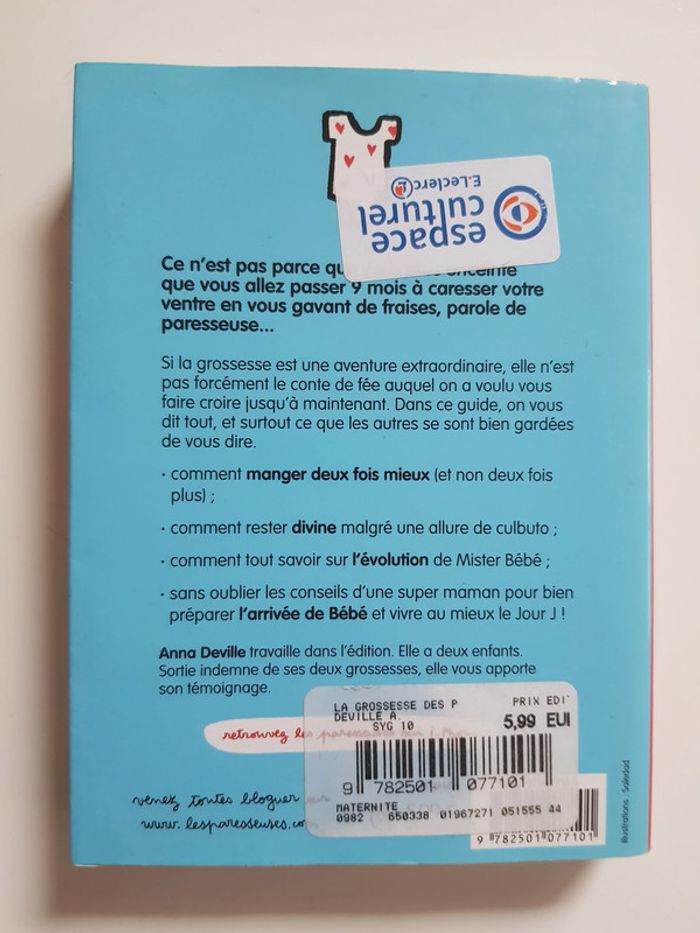 espace
culturel
E.Leclerc L
Ce n'est pas parce qu enceinte
que vous allez passer 9 mois à caresser votre
ventre en vous gavant de fraises, parole de
paresseuse...
Si la grossesse est une aventure extraordinaire, elle n'est
pas forcément le conte de fée auquel on a voulu vous
faire croire jusqu'à maintenant. Dans ce guide, on vous
dit tout, et surtout ce que les autres se sont bien gardées
de vous dire.
· comment manger deux fois mieux (et non deux fois
plus) ;
· comment rester divine malgré une allure de culbuto ;
· comment tout savoir sur l'évolution de Mister Bébé ;
· sans oublier les conseils d'une super maman pour bien
préparer l'arrivée de Bébé et vivre au mieux le Jour J !
Anna Deville travaille dans l'édition. Elle a deux enfants.
Sortie indemne de ses deux grossesses, elle vous apporte
son témoignage.
LA GROSSESSE DES P PRIX EDI
DEVILLE A. 5,99 EUI
SYG 10
retrouvez les paresseuses sur
9 782501 077101
MATERNITE
0982 650338 01967271 051555 44
venez toutes bloguer sur
www.lesparesseuses.com
9 782501 077101
illustrations : Soledad